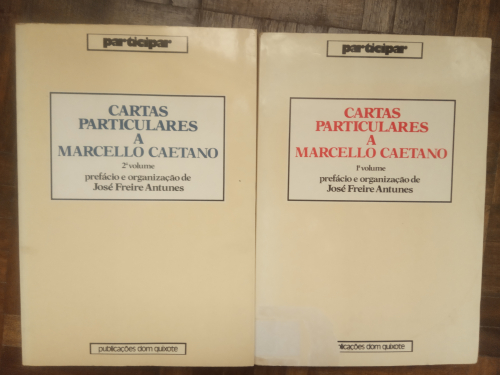 participar
CARTAS
PARTICULARES
A
MARCELLO CAETANO
2º volume
prefácio e organização de
José Freire Antunes
publicações dom quixote
participar
CARTAS
PARTICULARES
A
MARCELLO CAETANO
1º volume
prefácio e organização de
José Freire Antunes
licações dom quixote